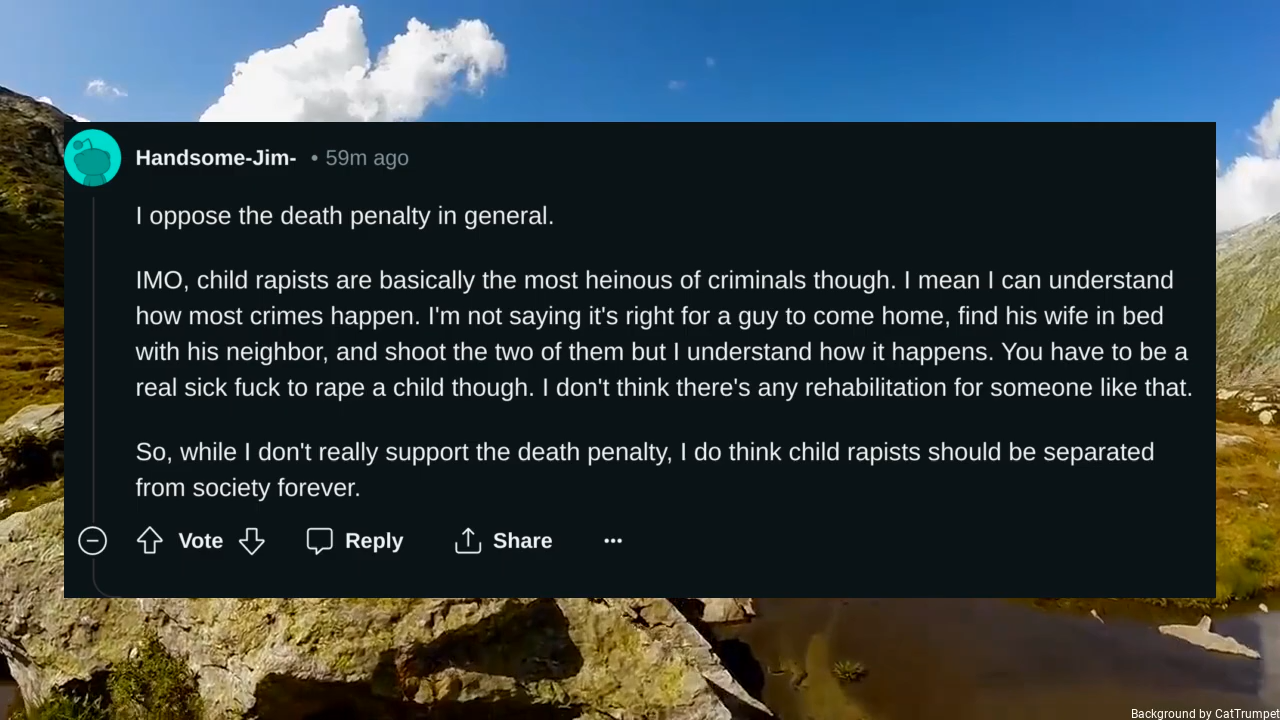 Handsome-Jim- • 59m ago
I oppose the death penalty in general.
IMO, child rapists are basically the most heinous of criminals though. I mean I can understand
how most crimes happen. I'm not saying it's right for a guy to come home, find his wife in bed
with his neighbor, and shoot the two of them but I understand how it happens. You have to be a
real sick fuck to rape a child though. I don't think there's any rehabilitation for someone like that.
So, while I don't really support the death penalty, I do think child rapists should be separated
from society forever.
Vote Reply Share ...
Background by CatTrumpet